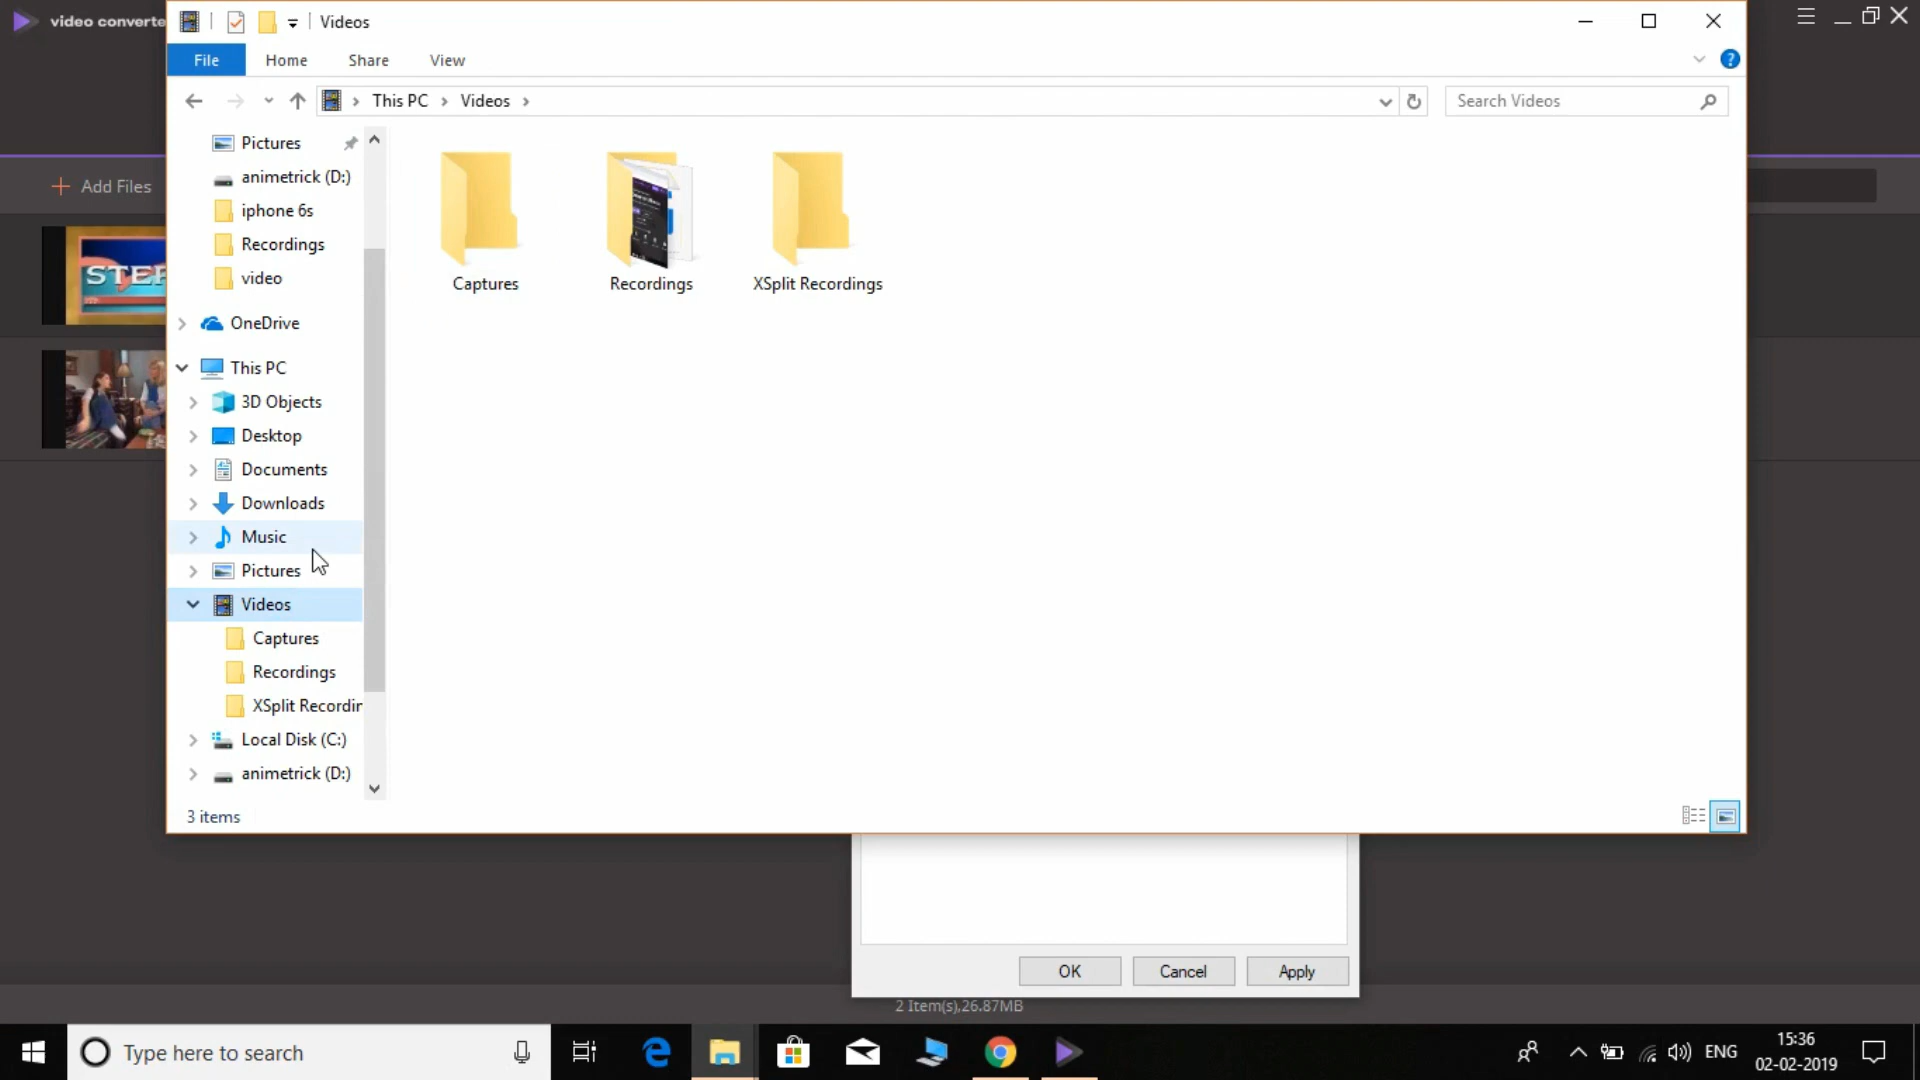 video converte
Videos
File
Home
Share
View
?
This PC
Videos
Search Videos
Pictures
animetrick (D:)
iphone 6s
Recordings
video
OneDrive
This PC
3D Objects
Desktop
Documents
Downloads
Music
Pictures
Videos
Captures
Recordings
XSplit Recordin
Local Disk (C:)
animetrick (D:)
Captures
Recordings
XSplit Recordings
3 items
Add Files
STEP
OK
Cancel
Apply
2 Item(s),26.87MB
Type here to search
ENG
15:36
02-02-2019